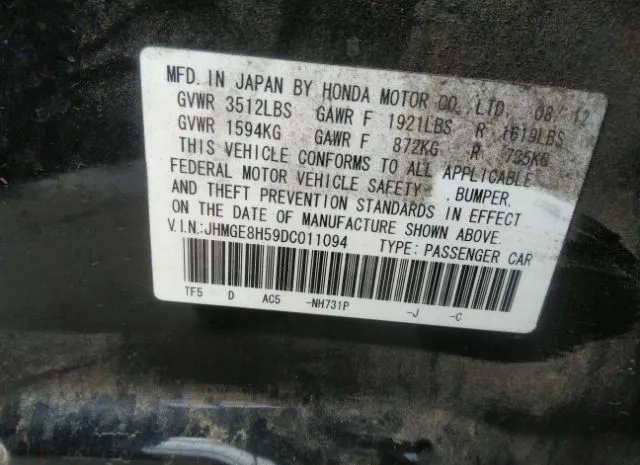 MFD. IN JAPAN BY HONDA MOTOR CO., LTD. 08 12
GVWR 3512LBS GAWR F 1921LBS R 1619LBS
GVWR 1594KG GAWR F 872KG R 735KG
THIS VEHICLE CONFORMS TO ALL APPLICABLE
FEDERAL MOTOR VEHICLE SAFETY , BUMPER,
AND THEFT PREVENTION STANDARDS IN EFFECT
ON THE DATE OF MANUFACTURE SHOWN ABOVE.
V.I.N.:JHMGE8H59DC011094 TYPE: PASSENGER CAR
TF5 D AC5 -NH731P -J -C